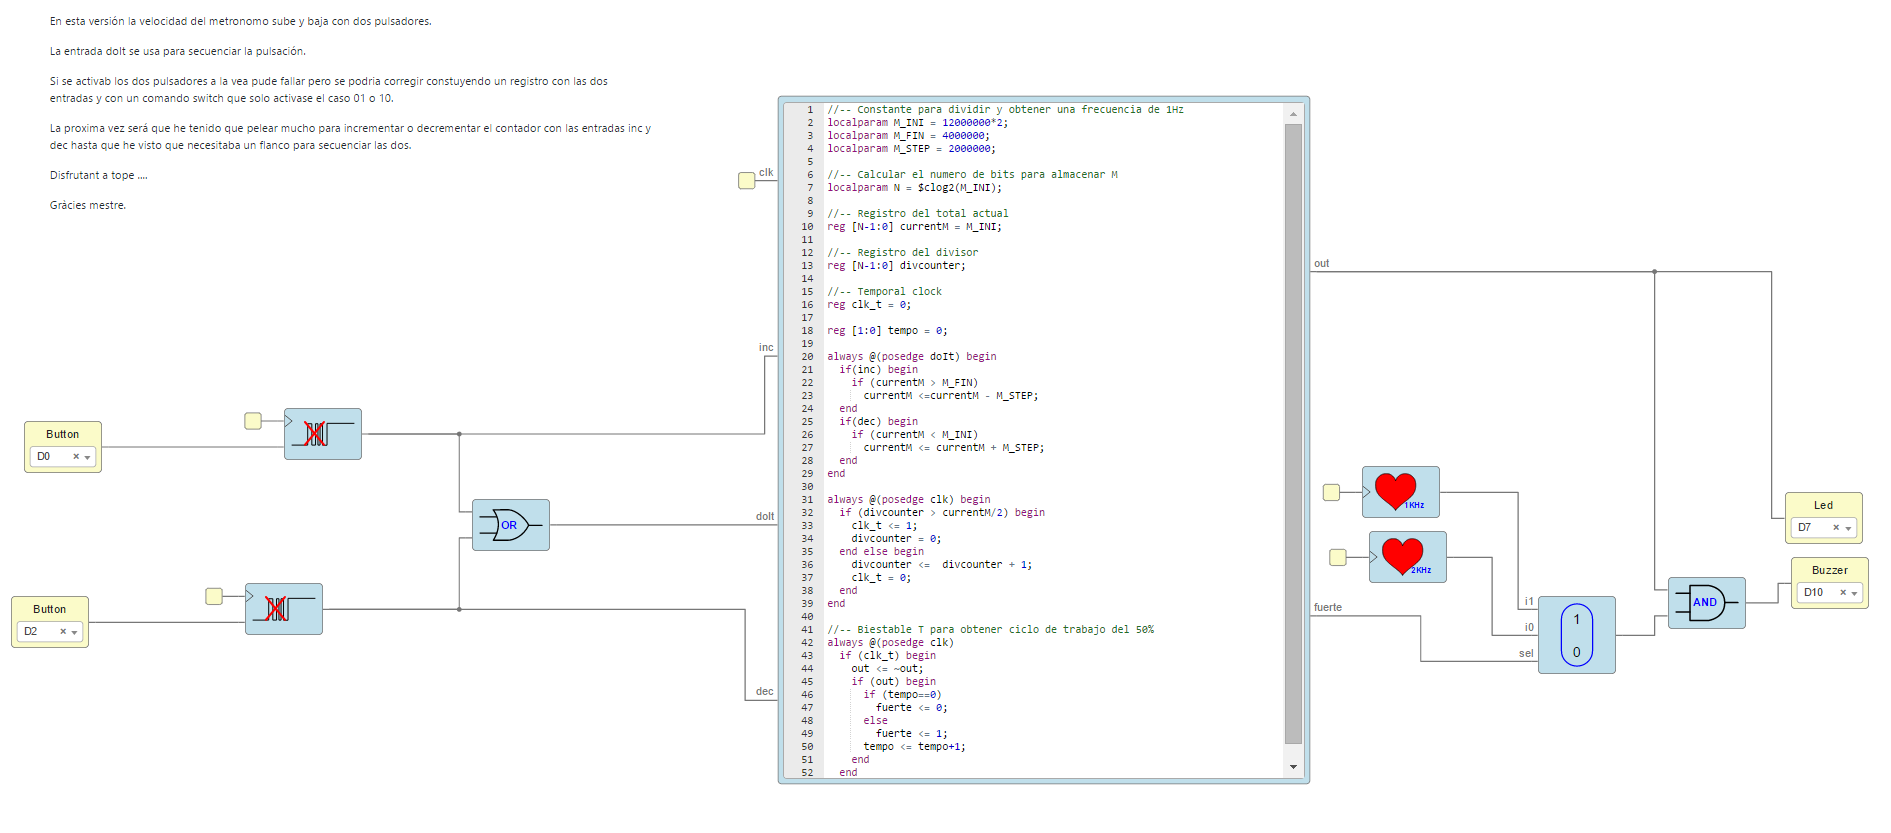 En esta versión la velocidad del metronomo sube y baja con dos pulsadores.
La entrada doIt se usa para secuenciar la pulsación.
Si se activab los dos pulsadores a la vea pude fallar pero se podria corregir constuyendo un registro con las dos
entradas y con un comando switch que solo activase el caso 01 o 10.
La proxima vez será que he tenido que pelear mucho para incrementar o decrementar el contador con las entradas inc y
dec hasta que he visto que necesitaba un flanco para secuenciar las dos.
Disfrutant a tope ....
Gràcies mestre.
Button
D0
Button
D2
OR
clk
inc
doIt
dec
1 //-- Constante para dividir y obtener una frecuencia de 1Hz
2 localparam M_INI = 12000000*2;
3 localparam M_FIN = 4000000;
4 localparam M_STEP = 2000000;
5
6 //-- Calcular el numero de bits para almacenar M
7 localparam N = $clog2(M_INI);
8
9 //-- Registro del total actual
10 reg [N-1:0] currentM = M_INI;
11
12 //-- Registro del divisor
13 reg [N-1:0] divcounter;
14
15 //-- Temporal clock
16 reg clk_t = 0;
17
18 reg [1:0] tempo = 0;
19
20 always @(posedge doIt) begin
21 if(inc) begin
22 if (currentM > M_FIN)
23 currentM <=currentM - M_STEP;
24 end
25 if(dec) begin
26 if (currentM < M_INI)
27 currentM <= currentM + M_STEP;
28 end
29 end
30
31 always @(posedge clk) begin
32 if (divcounter > currentM/2) begin
33 clk_t <= 1;
34 divcounter = 0;
35 end else begin
36 divcounter <=  divcounter + 1;
37 clk_t = 0;
38 end
39 end
40
41 //-- Biestable T para obtener ciclo de trabajo del 50%
42 always @(posedge clk)
43 if (clk_t) begin
44 out <= ~out;
45 if (out) begin
46 if (tempo==0)
47 fuerte <= 0;
48 else
49 fuerte <= 1;
50 tempo <= tempo+1;
51 end
52 end
out
fuerte
1KHz
2KHz
i1
i0
sel
1
0
AND
Led
D7
Buzzer
D10